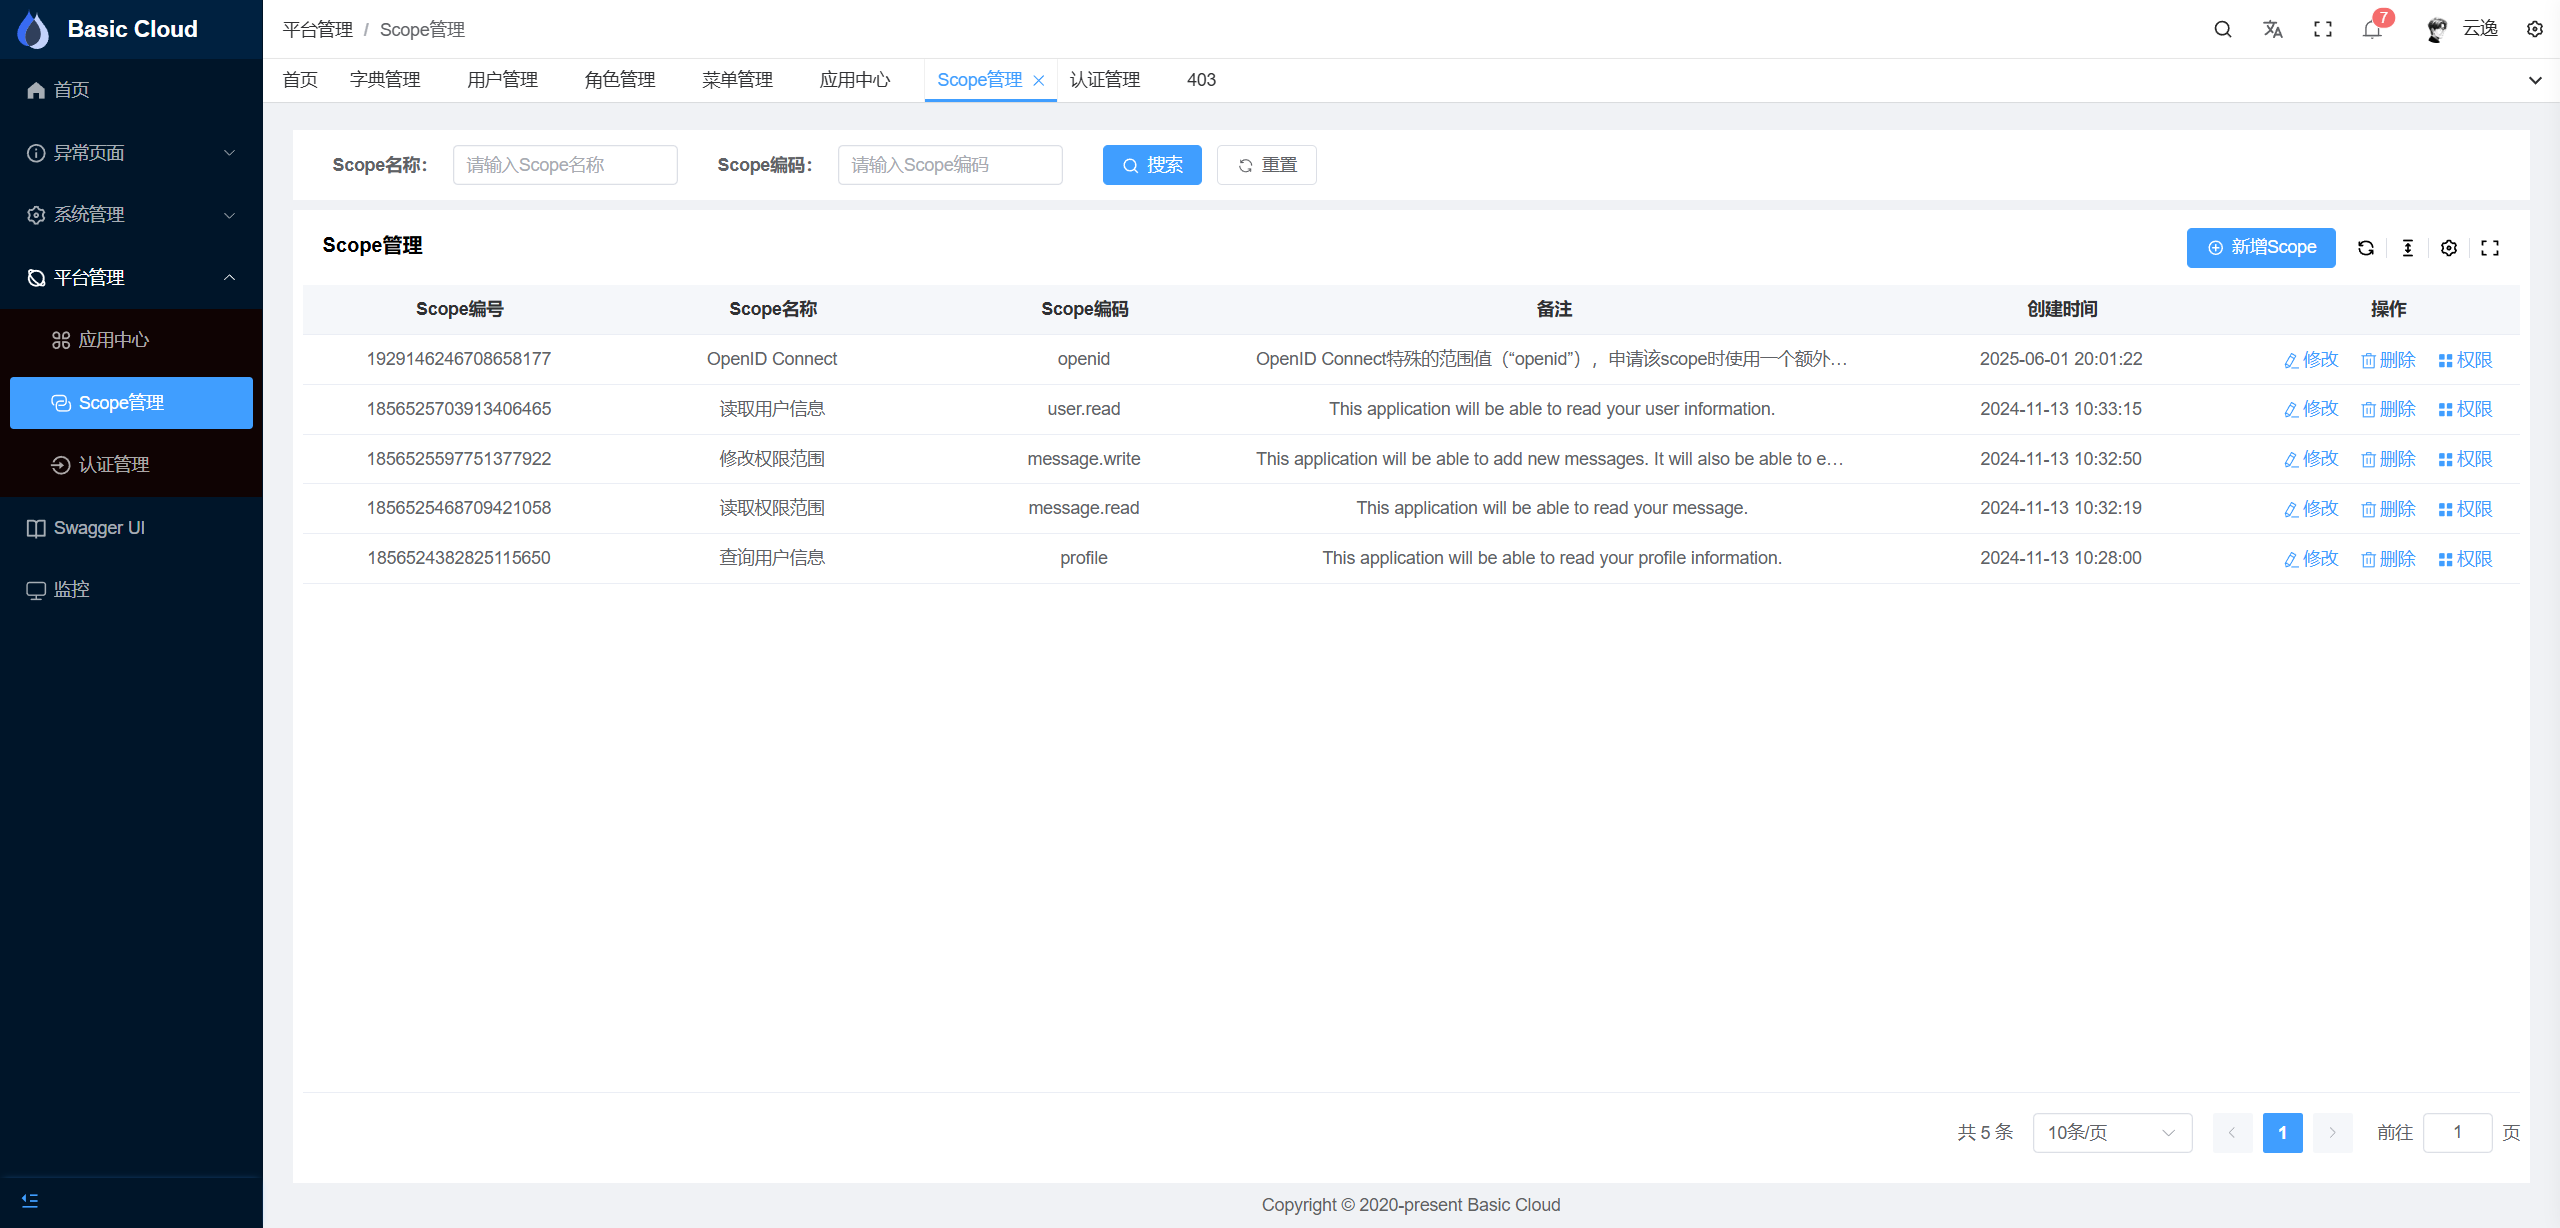 Basic Cloud
平台管理 / Scope管理
7
云逸
首页 字典管理 用户管理 角色管理 菜单管理 应用中心 Scope管理 认证管理 403
首页
异常页面
系统管理
平台管理
应用中心
Scope管理
认证管理
Swagger UI
监控
Scope名称: 请输入Scope名称 Scope编码: 请输入Scope编码 搜索 重置
Scope管理 新增Scope
Scope编号 Scope名称 Scope编码 备注 创建时间 操作
1929146246708658177 OpenID Connect openid OpenID Connect特殊的范围值（“openid”），申请该scope时使用一个额外… 2025-06-01 20:01:22 修改 删除 权限
1856525703913406465 读取用户信息 user.read This application will be able to read your user information. 2024-11-13 10:33:15 修改 删除 权限
1856525597751377922 修改权限范围 message.write This application will be able to add new messages. It will also be able to e… 2024-11-13 10:32:50 修改 删除 权限
1856525468709421058 读取权限范围 message.read This application will be able to read your message. 2024-11-13 10:32:19 修改 删除 权限
1856524382825115650 查询用户信息 profile This application will be able to read your profile information. 2024-11-13 10:28:00 修改 删除 权限
共 5 条 10条/页 1 前往 1 页
Copyright © 2020-present Basic Cloud